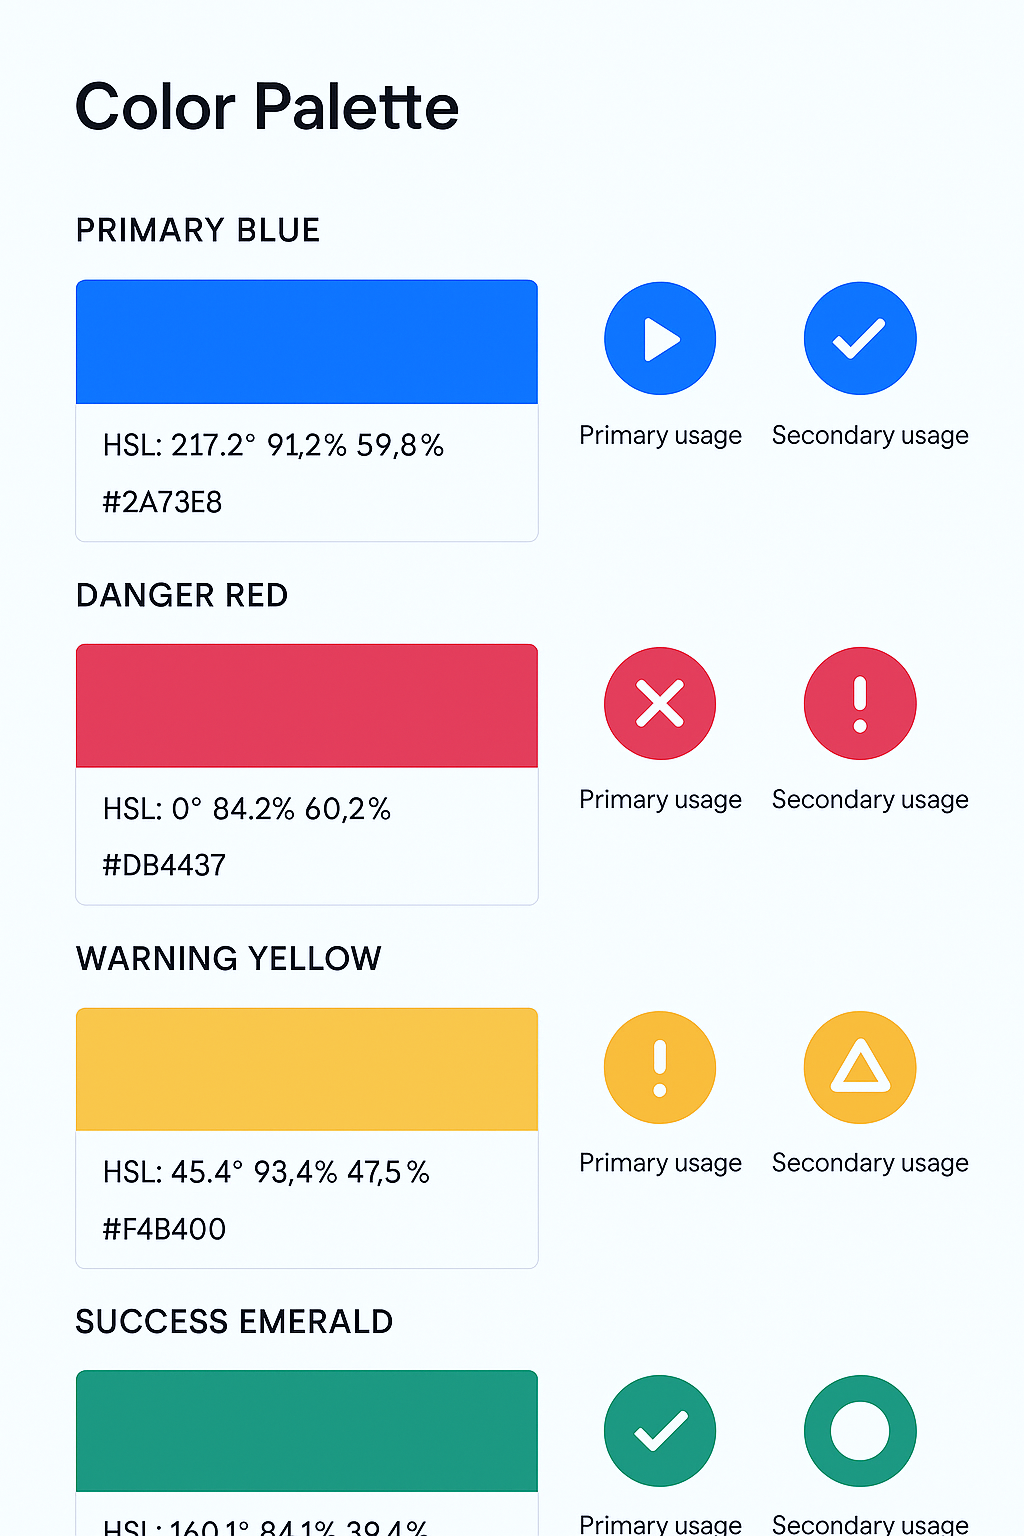 Color Palette
PRIMARY BLUE
HSL: 217.2° 91,2% 59,8%
#2A73E8
Primary usage
Secondary usage
DANGER RED
HSL: 0° 84.2% 60,2%
#DB4437
Primary usage
Secondary usage
WARNING YELLOW
HSL: 45.4° 93,4% 47,5%
#F4B400
Primary usage
Secondary usage
SUCCESS EMERALD
HSL: 160.1° 84.1% 39.4%
Primary usage
Secondary usage